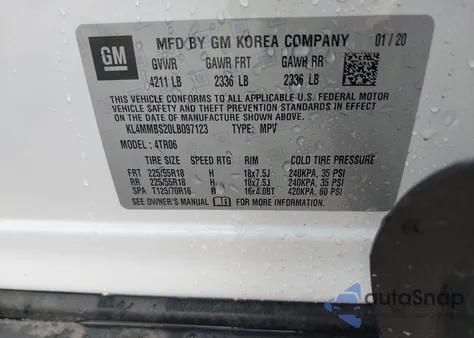 GM
MFD BY GM KOREA COMPANY 01/20
GVWR GAWR FRT GAWR RR
4211 LB 2336 LB 2336 LB
THIS VEHICLE CONFORMS TO ALL APPLICABLE U.S. FEDERAL MOTOR
VEHICLE SAFETY AND THEFT PREVENTION STANDARDS IN EFFECT
ON THE DATE OF MANUFACTURE SHOWN ABOVE.
KL4MMBS20LB097123 TYPE: MPV
MODEL: 4TR06
TIRE SIZE SPEED RTG RIM COLD TIRE PRESSURE
FRT 225/55R18 H 18x7.5J 240KPA, 35 PSI
RR 225/55R18 H 18x7.5J 240KPA, 35 PSI
SPA T125/70R16 16x4.0BT 420KPA, 60 PSI
SEE OWNER'S MANUAL FOR ADDITIONAL INFORMATION.
autoSnap